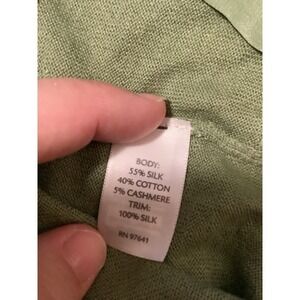 BODY:
55% SILK
40% COTTON
5% CASHMERE
TRIM:
100% SILK
RN 97641